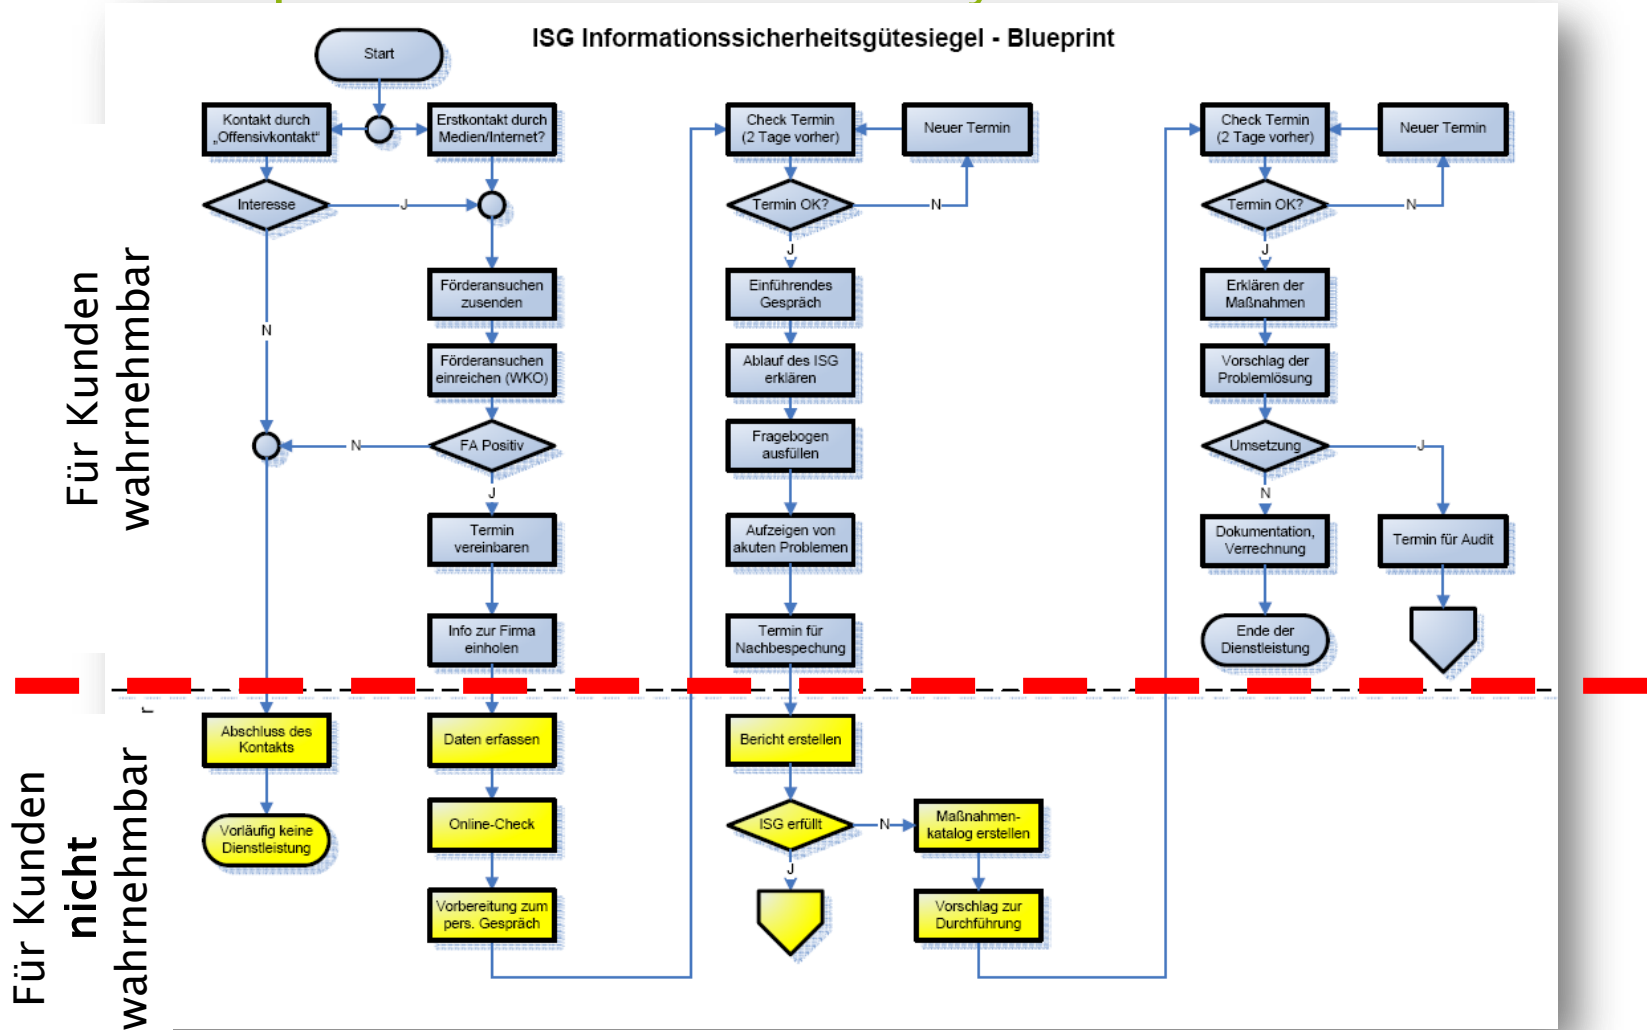 ISG Informationssicherheitsgütesiegel - Blueprint
Start
Kontakt durch
„Offensivkontakt“
Erstkontakt durch
Medien/Internet?
Interesse
J
N
Förderansuchen
zusenden
Förderansuchen
einreichen (WKO)
FA Positiv
N
J
Termin
vereinbaren
Info zur Firma
einholen
Abschluss des
Kontakts
Vorläufig keine
Dienstleistung
Daten erfassen
Online-Check
Vorbereitung zum
pers. Gespräch
Check Termin
(2 Tage vorher)
Neuer Termin
Termin OK?
N
J
Einführendes
Gespräch
Ablauf des ISG
erklären
Fragebogen
ausfüllen
Aufzeigen von
akuten Problemen
Termin für
Nachbespechung
Bericht erstellen
ISG erfüllt
N
J
Maßnahmen-
katalog erstellen
Vorschlag zur
Durchführung
Check Termin
(2 Tage vorher)
Neuer Termin
Termin OK?
N
J
Erklären der
Maßnahmen
Vorschlag der
Problemlösung
Umsetzung
J
N
Dokumentation,
Verrechnung
Termin für Audit
Ende der
Dienstleistung
Für Kunden
wahrnehmbar
Für Kunden
nicht
wahrnehmbar